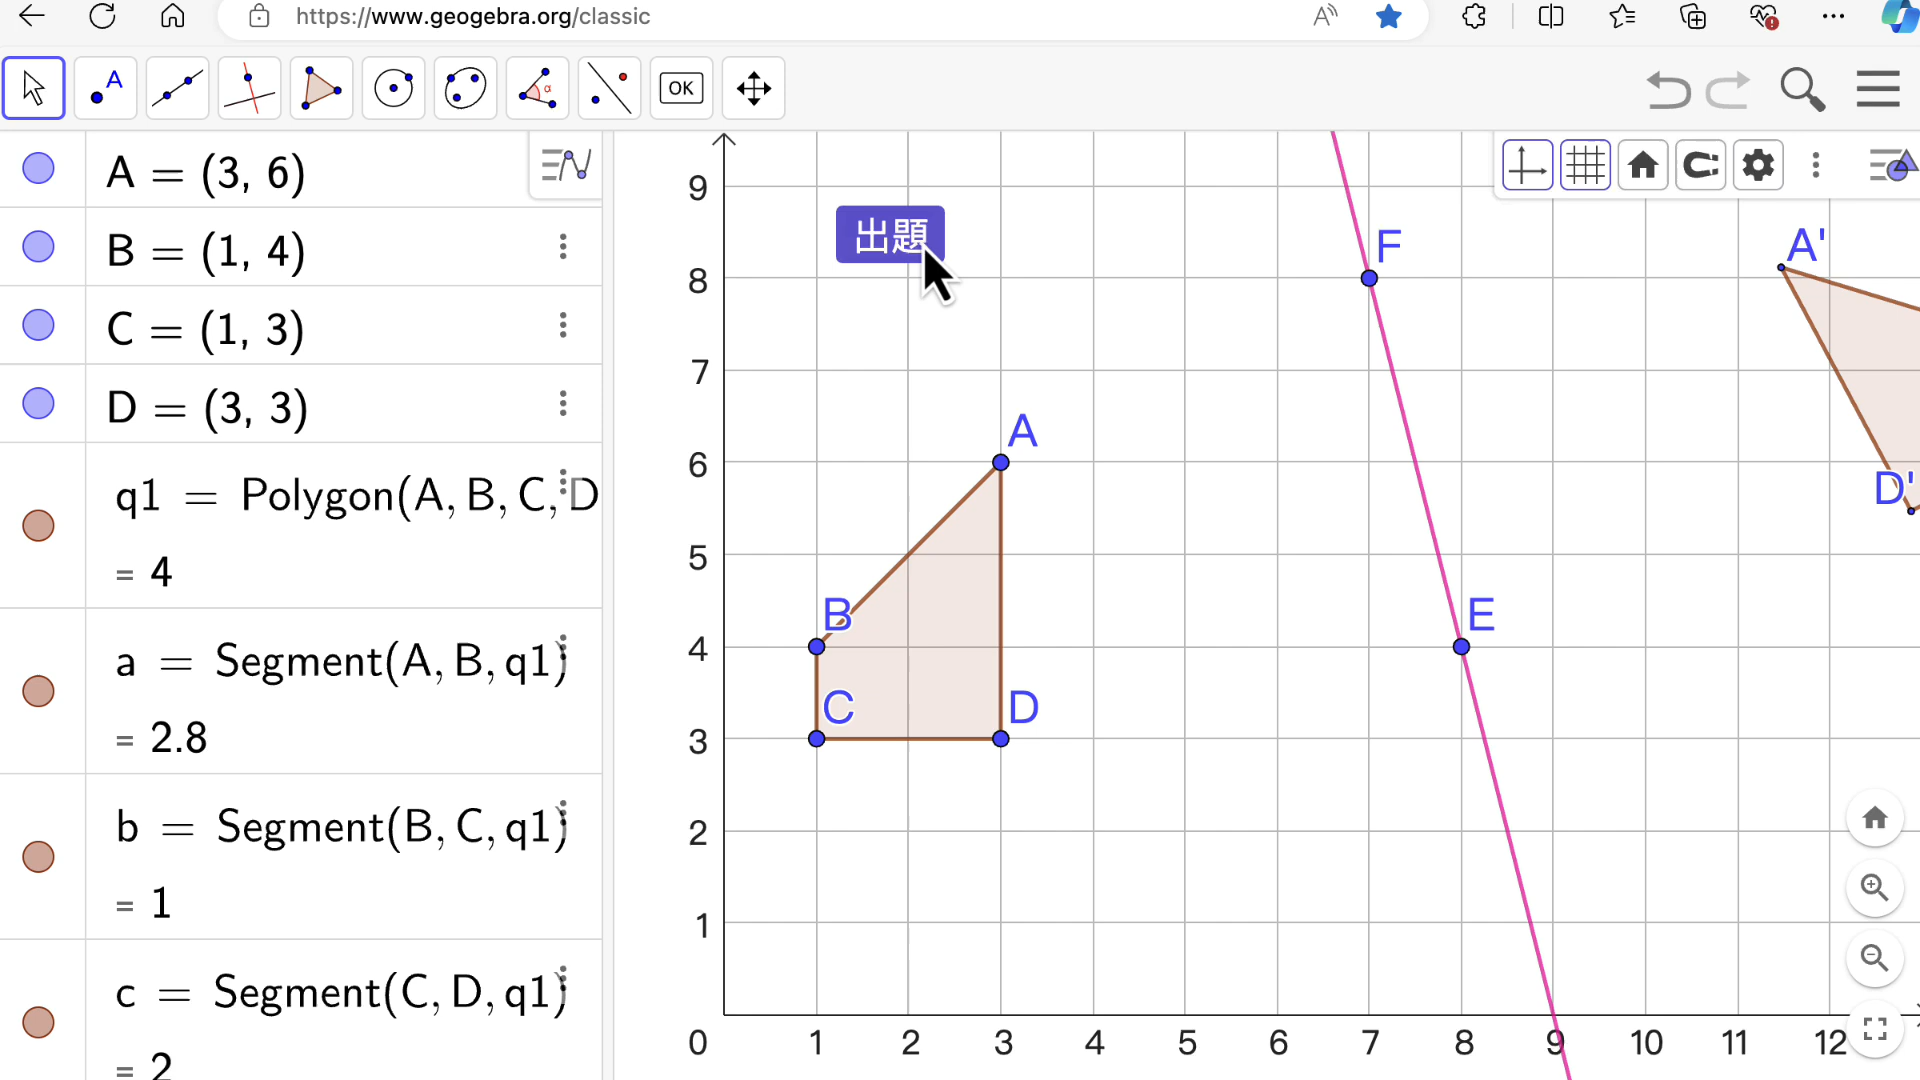 https://www.geogebra.org/classic
A
α
OK
A = (3, 6)
B = (1, 4)
C = (1, 3)
D = (3, 3)
q1 = Polygon(A, B, C, D
= 4
a = Segment(A, B, q1)
= 2.8
b = Segment(B, C, q1)
= 1
c = Segment(C, D, q1)
= 2
出題
F
A'
A
D'
B
E
C
D
9
8
7
6
5
4
3
2
1
0 1 2 3 4 5 6 7 8 9 10 11 12